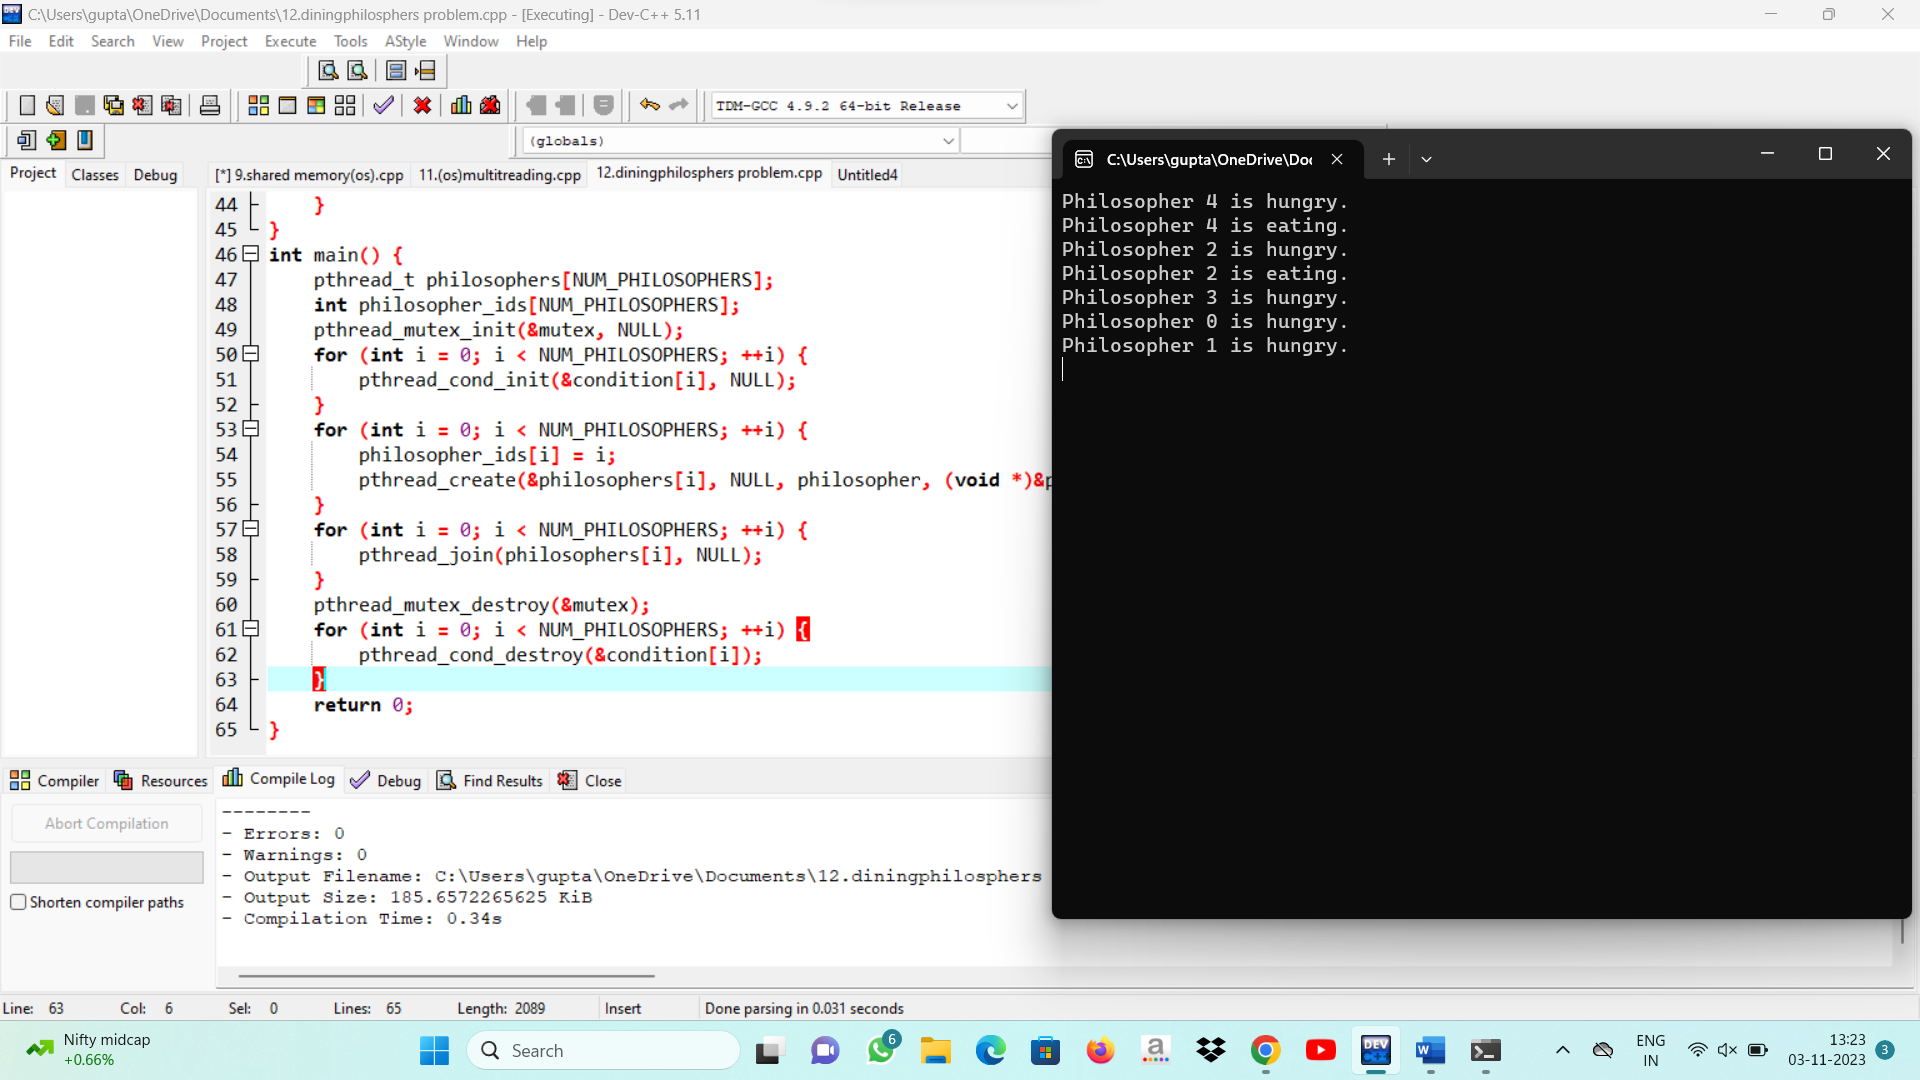 C:\Users\gupta\OneDrive\Documents\12.diningphilosphers problem.cpp - [Executing] - Dev-C++ 5.11
File Edit Search View Project Execute Tools AStyle Window Help
TDM-GCC 4.9.2 64-bit Release
(globals)
Project Classes Debug
[*] 9.shared memory(os).cpp 11.(os)multitreading.cpp 12.diningphilosphers problem.cpp Untitled4
44 }
45 }
46 int main() {
47 pthread_t philosophers[NUM_PHILOSOPHERS];
48 int philosopher_ids[NUM_PHILOSOPHERS];
49 pthread_mutex_init(&mutex, NULL);
50 for (int i = 0; i < NUM_PHILOSOPHERS; ++i) {
51 pthread_cond_init(&condition[i], NULL);
52 }
53 for (int i = 0; i < NUM_PHILOSOPHERS; ++i) {
54 philosopher_ids[i] = i;
55 pthread_create(&philosophers[i], NULL, philosopher, (void *)&p
56 }
57 for (int i = 0; i < NUM_PHILOSOPHERS; ++i) {
58 pthread_join(philosophers[i], NULL);
59 }
60 pthread_mutex_destroy(&mutex);
61 for (int i = 0; i < NUM_PHILOSOPHERS; ++i) {
62 pthread_cond_destroy(&condition[i]);
63 }
64 return 0;
65 }
C:\Users\gupta\OneDrive\Doc
Philosopher 4 is hungry.
Philosopher 4 is eating.
Philosopher 2 is hungry.
Philosopher 2 is eating.
Philosopher 3 is hungry.
Philosopher 0 is hungry.
Philosopher 1 is hungry.
Compiler Resources Compile Log Debug Find Results Close
Abort Compilation
Shorten compiler paths
--------
- Errors: 0
- Warnings: 0
- Output Filename: C:\Users\gupta\OneDrive\Documents\12.diningphilosphers
- Output Size: 185.6572265625 KiB
- Compilation Time: 0.34s
Line: 63 Col: 6 Sel: 0 Lines: 65 Length: 2089 Insert Done parsing in 0.031 seconds
Nifty midcap
+0.66%
Search
6
a
DEV
C++
W
ENG
IN
13:23
03-11-2023
3